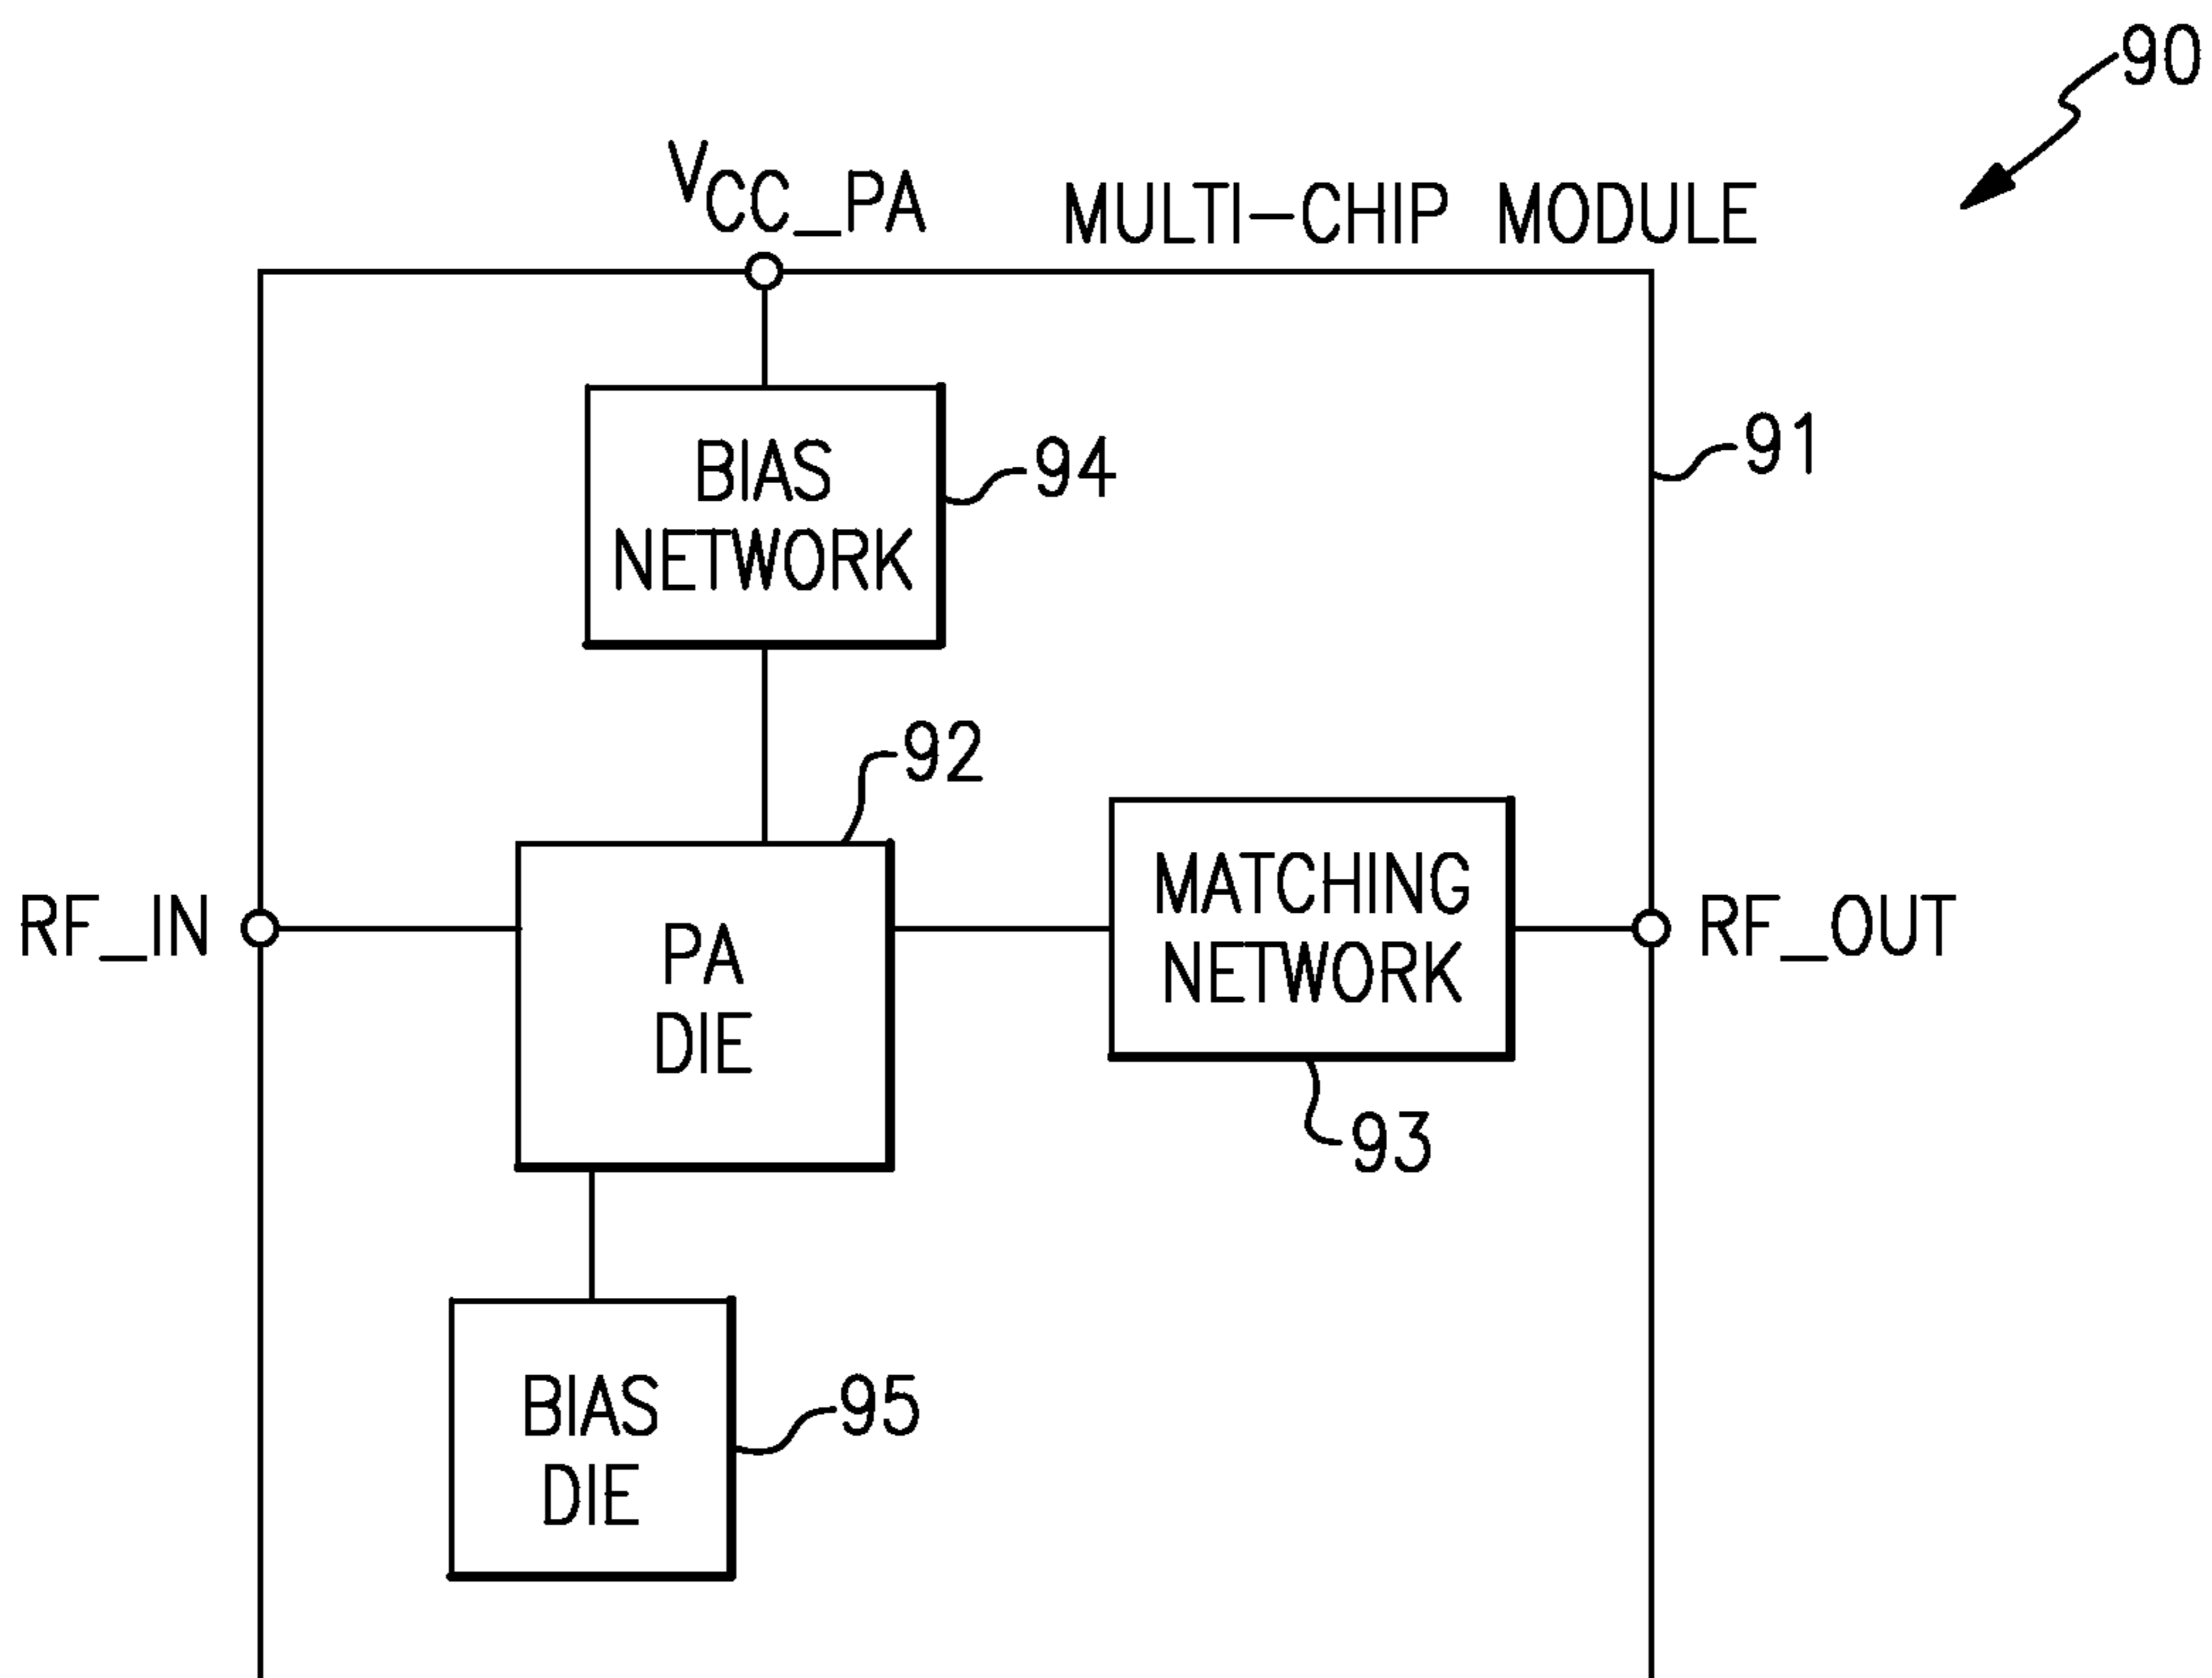 90
VCC_PA
MULTI-CHIP MODULE
BIAS
NETWORK
94
91
92
RF_IN
PA
DIE
MATCHING
NETWORK
RF_OUT
93
BIAS
DIE
95